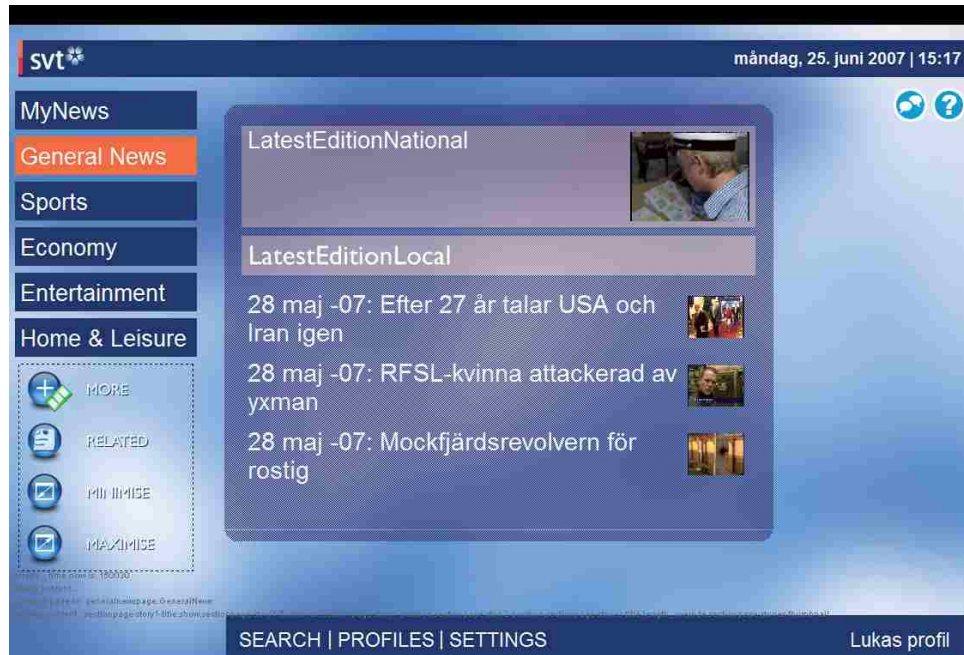 svt
måndag, 25. juni 2007 | 15:17
MyNews
General News
Sports
Economy
Entertainment
Home & Leisure
MORE
RELATED
MINIMISE
MAXIMISE
LatestEditionNational
LatestEditionLocal
28 maj -07: Efter 27 år talar USA och
Iran igen
28 maj -07: RFSL-kvinna attackerad av
yxman
28 maj -07: Mockfjärdsrevolvern för
rostig
SEARCH | PROFILES | SETTINGS
Lukas profil